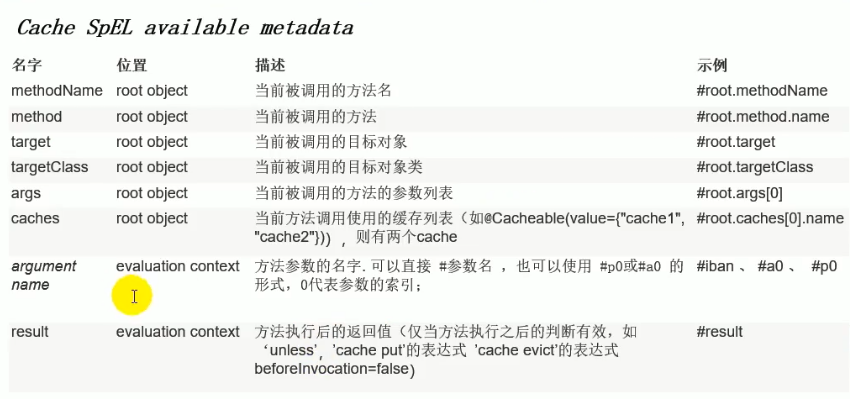 Cache SpEL available metadata
名字 位置 描述 示例
methodName root object 当前被调用的方法名 #root.methodName
method root object 当前被调用的方法 #root.method.name
target root object 当前被调用的目标对象 #root.target
targetClass root object 当前被调用的目标对象类 #root.targetClass
args root object 当前被调用的方法的参数列表 #root.args[0]
caches root object 当前方法调用使用的缓存列表（如@Cacheable(value={"cache1", #root.caches[0].name
"cache2"})），则有两个cache
argument evaluation context 方法参数的名字. 可以直接 #参数名 ，也可以使用 #p0或#a0 的 #iban 、 #a0 、 #p0
name 形式，0代表参数的索引；
result evaluation context 方法执行后的返回值（仅当方法执行之后的判断有效，如 #result
‘unless’，'cache put'的表达式 'cache evict'的表达式
beforeInvocation=false）